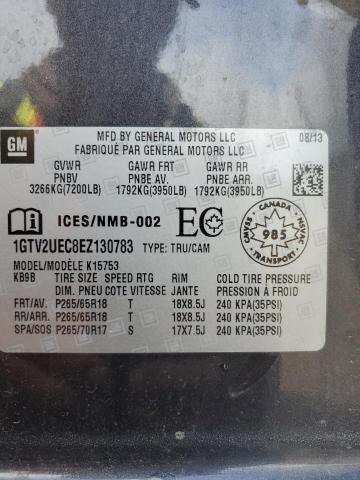 GM
MFD BY GENERAL MOTORS LLC
08/13
FABRIQUÉ PAR GENERAL MOTORS LLC
GVWR GAWR FRT GAWR RR
PNBV PNBE AV. PNBE ARR.
3266KG(7200LB) 1792KG(3950LB) 1792KG(3950LB)
ICES/NMB-002 EC
CANADA
CMVSS NSVAC
985
TRANSPORT
1GTV2UEC8EZ130783 TYPE: TRU/CAM
MODEL/MODÈLE K15753
KB9B TIRE SIZE SPEED RTG RIM COLD TIRE PRESSURE
DIM. PNEU COTE VITESSE JANTE PRESSION À FROID
FRT/AV. P265/65R18 T 18X8.5J 240 KPA(35PSI)
RR/ARR. P265/65R18 T 18X8.5J 240 KPA(35PSI)
SPA/SOS P265/70R17 S 17X7.5J 240 KPA(35PSI)